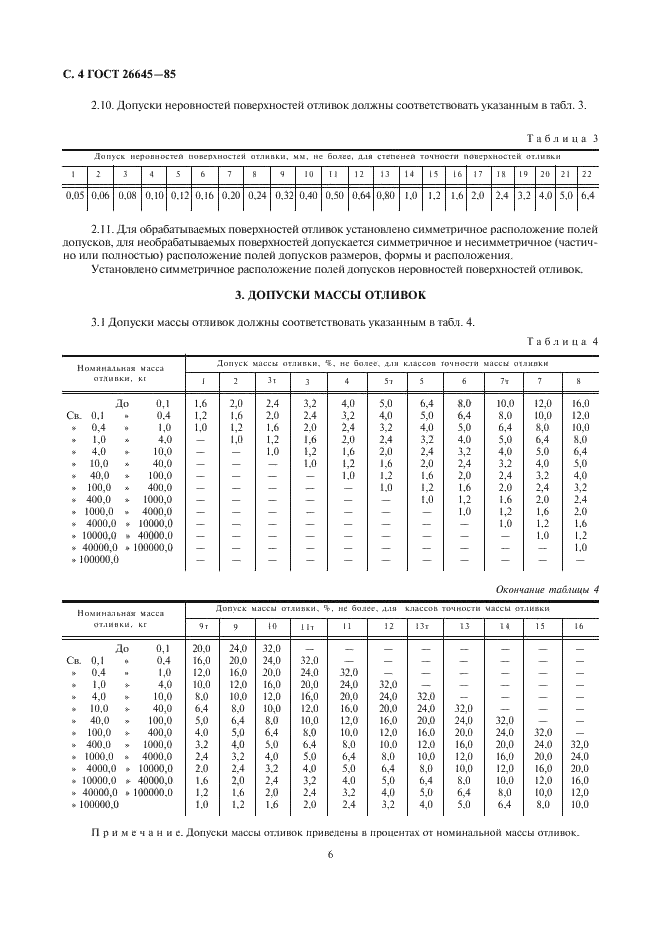 С. 4 ГОСТ 26645—85
2.10. Допуски неровностей поверхностей отливок должны соответствовать указанным в табл. 3.
Таблица 3
Допуск неровностей поверхностей отливки, мм, не более, для степеней точности поверхностей отливки
1 2 3 4 5 6 7 8 9 10 11 12 13 14 15 16 17 18 19 20 21 22
0,05 0,06 0,08 0,10 0,12 0,16 0,20 0,24 0,32 0,40 0,50 0,64 0,80 1,0 1,2 1,6 2,0 2,4 3,2 4,0 5,0 6,4
2.11. Для обрабатываемых поверхностей отливок установлено симметричное расположение полей
допусков, для необрабатываемых поверхностей допускается симметричное и несимметричное (частич-
но или полностью) расположение полей допусков размеров, формы и расположения.
Установлено симметричное расположение полей допусков неровностей поверхностей отливок.
3. ДОПУСКИ МАССЫ ОТЛИВОК
3.1 Допуски массы отливок должны соответствовать указанным в табл. 4.
Таблица 4
Номинальная масса отливки, кг
Допуск массы отливки, %, не более, для классов точности массы отливки
1 2 3т 3 4 5т 5 6 7т 7 8
До 0,1 1,6 2,0 2,4 3,2 4,0 5,0 6,4 8,0 10,0 12,0 16,0
Св. 0,1 » 0,4 1,2 1,6 2,0 2,4 3,2 4,0 5,0 6,4 8,0 10,0 12,0
» 0,4 » 1,0 1,0 1,2 1,6 2,0 2,4 3,2 4,0 5,0 6,4 8,0 10,0
» 1,0 » 4,0 — 1,0 1,2 1,6 2,0 2,4 3,2 4,0 5,0 6,4 8,0
» 4,0 » 10,0 — — 1,0 1,2 1,6 2,0 2,4 3,2 4,0 5,0 6,4
» 10,0 » 40,0 — — — 1,0 1,2 1,6 2,0 2,4 3,2 4,0 5,0
» 40,0 » 100,0 — — — — 1,0 1,2 1,6 2,0 2,4 3,2 4,0
» 100,0 » 400,0 — — — — — 1,0 1,2 1,6 2,0 2,4 3,2
» 400,0 » 1000,0 — — — — — — 1,0 1,2 1,6 2,0 2,4
» 1000,0 » 4000,0 — — — — — — — 1,0 1,2 1,6 2,0
» 4000,0 » 10000,0 — — — — — — — — 1,0 1,2 1,6
» 10000,0 » 40000,0 — — — — — — — — — 1,0 1,2
» 40000,0 » 100000,0 — — — — — — — — — — 1,0
» 100000,0 — — — — — — — — — — —
Окончание таблицы 4
Номинальная масса отливки, кг
Допуск массы отливки, %, не более, для классов точности массы отливки
9т 9 10 11т 11 12 13т 13 14 15 16
До 0,1 20,0 24,0 32,0 — — — — — — — —
Св. 0,1 » 0,4 16,0 20,0 24,0 32,0 — — — — — — —
» 0,4 » 1,0 12,0 16,0 20,0 24,0 32,0 — — — — — —
» 1,0 » 4,0 10,0 12,0 16,0 20,0 24,0 32,0 — — — — —
» 4,0 » 10,0 8,0 10,0 12,0 16,0 20,0 24,0 32,0 — — — —
» 10,0 » 40,0 6,4 8,0 10,0 12,0 16,0 20,0 24,0 32,0 — — —
» 40,0 » 100,0 5,0 6,4 8,0 10,0 12,0 16,0 20,0 24,0 32,0 — —
» 100,0 » 400,0 4,0 5,0 6,4 8,0 10,0 12,0 16,0 20,0 24,0 32,0 —
» 400,0 » 1000,0 3,2 4,0 5,0 6,4 8,0 10,0 12,0 16,0 20,0 24,0 32,0
» 1000,0 » 4000,0 2,4 3,2 4,0 5,0 6,4 8,0 10,0 12,0 16,0 20,0 24,0
» 4000,0 » 10000,0 2,0 2,4 3,2 4,0 5,0 6,4 8,0 10,0 12,0 16,0 20,0
» 10000,0 » 40000,0 1,6 2,0 2,4 3,2 4,0 5,0 6,4 8,0 10,0 12,0 16,0
» 40000,0 » 100000,0 1,2 1,6 2,0 2,4 3,2 4,0 5,0 6,4 8,0 10,0 12,0
» 100000,0 1,0 1,2 1,6 2,0 2,4 3,2 4,0 5,0 6,4 8,0 10,0
Примечание. Допуски массы отливок приведены в процентах от номинальной массы отливок.
6